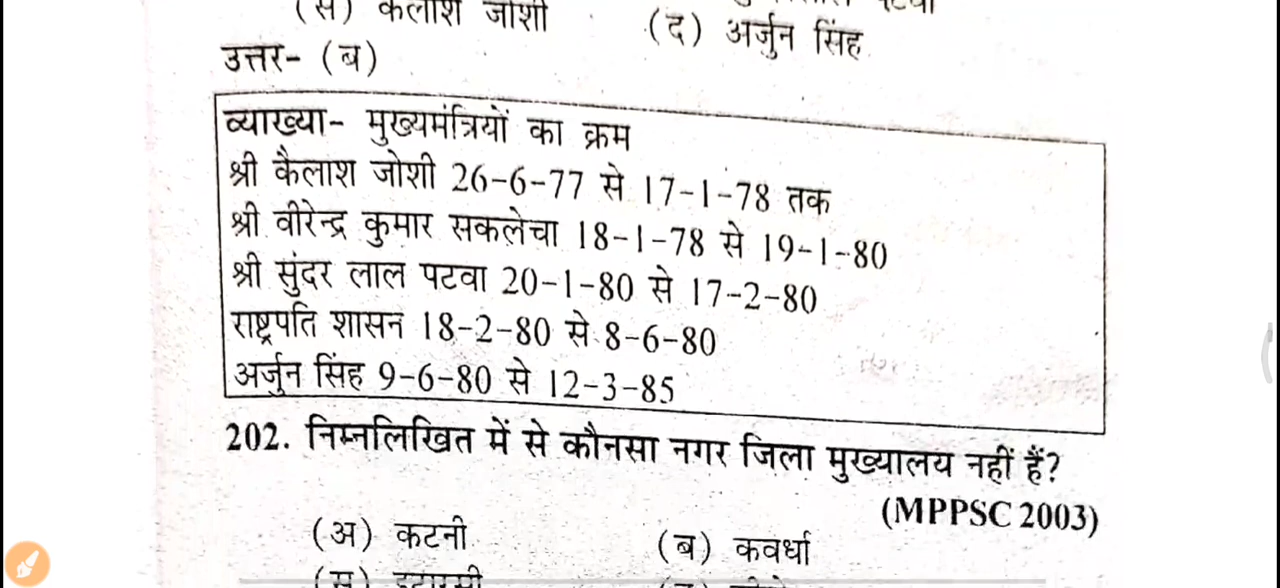 (स) कैलाश जोशी
(द) अर्जुन सिंह
उत्तर- (ब)
व्याख्या- मुख्यमंत्रियों का क्रम
श्री कैलाश जोशी 26-6-77 से 17-1-78 तक
श्री वीरेन्द्र कुमार सकलेचा 18-1-78 से 19-1-80
श्री सुंदर लाल पटवा 20-1-80 से 17-2-80
राष्ट्रपति शासन 18-2-80 से 8-6-80
अर्जुन सिंह 9-6-80 से 12-3-85
202. निम्नलिखित में से कौनसा नगर जिला मुख्यालय नहीं हैं?
(MPPSC 2003)
(अ) कटनी
(ब) कवर्धा